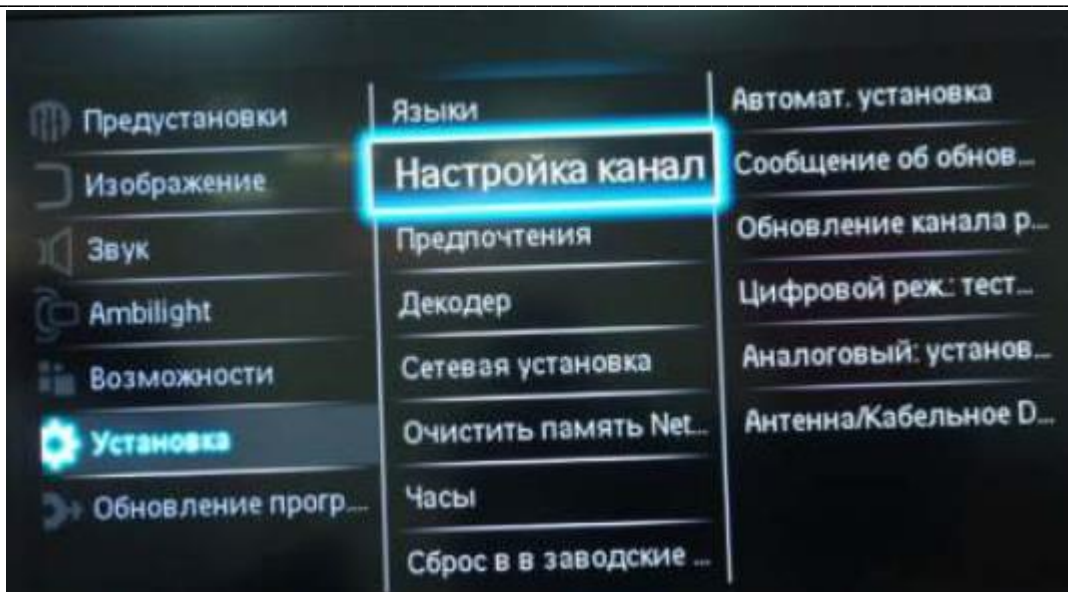 Предустановки
Изображение
Звук
Ambilight
Возможности
Установка
Обновление прогр...
Языки
Настройка канал
Предпочтения
Декодер
Сетевая установка
Очистить память Net...
Часы
Сброс в в заводские ...
Автомат. установка
Сообщение об обнов...
Обновление канала р...
Цифровой реж.: тест...
Аналоговый: установ...
Антенна/Кабельное D...